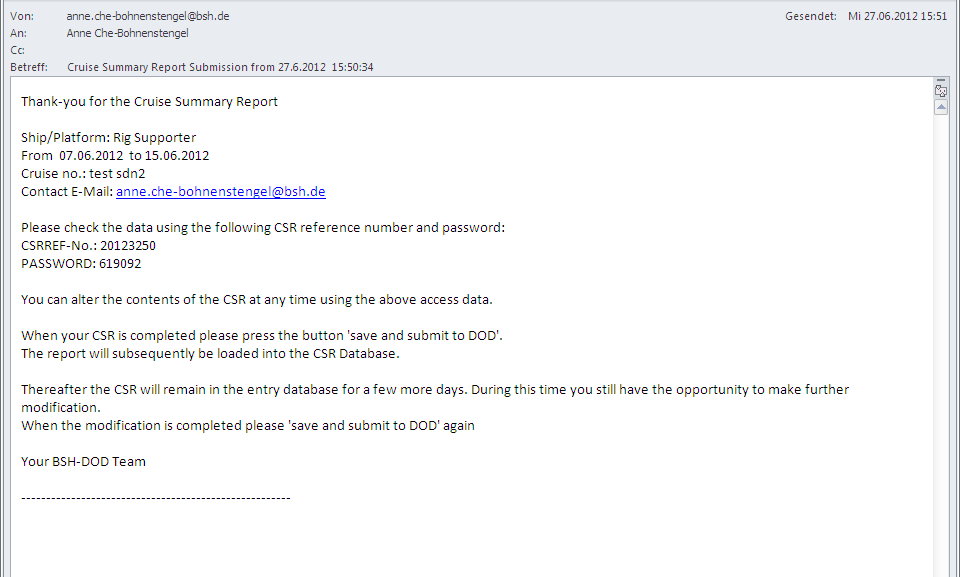 Von: anne.che-bohnenstengel@bsh.de Gesendet: Mi 27.06.2012 15:51
An: Anne Che-Bohnenstengel
Cc:
Betreff: Cruise Summary Report Submission from 27.6.2012 15:50:34
Thank-you for the Cruise Summary Report
Ship/Platform: Rig Supporter
From 07.06.2012 to 15.06.2012
Cruise no.: test sdn2
Contact E-Mail: anne.che-bohnenstengel@bsh.de
Please check the data using the following CSR reference number and password:
CSRREF-No.: 20123250
PASSWORD: 619092
You can alter the contents of the CSR at any time using the above access data.
When your CSR is completed please press the button 'save and submit to DOD'.
The report will subsequently be loaded into the CSR Database.
Thereafter the CSR will remain in the entry database for a few more days. During this time you still have the opportunity to make further
modification.
When the modification is completed please 'save and submit to DOD' again
Your BSH-DOD Team
------------------------------------------------------